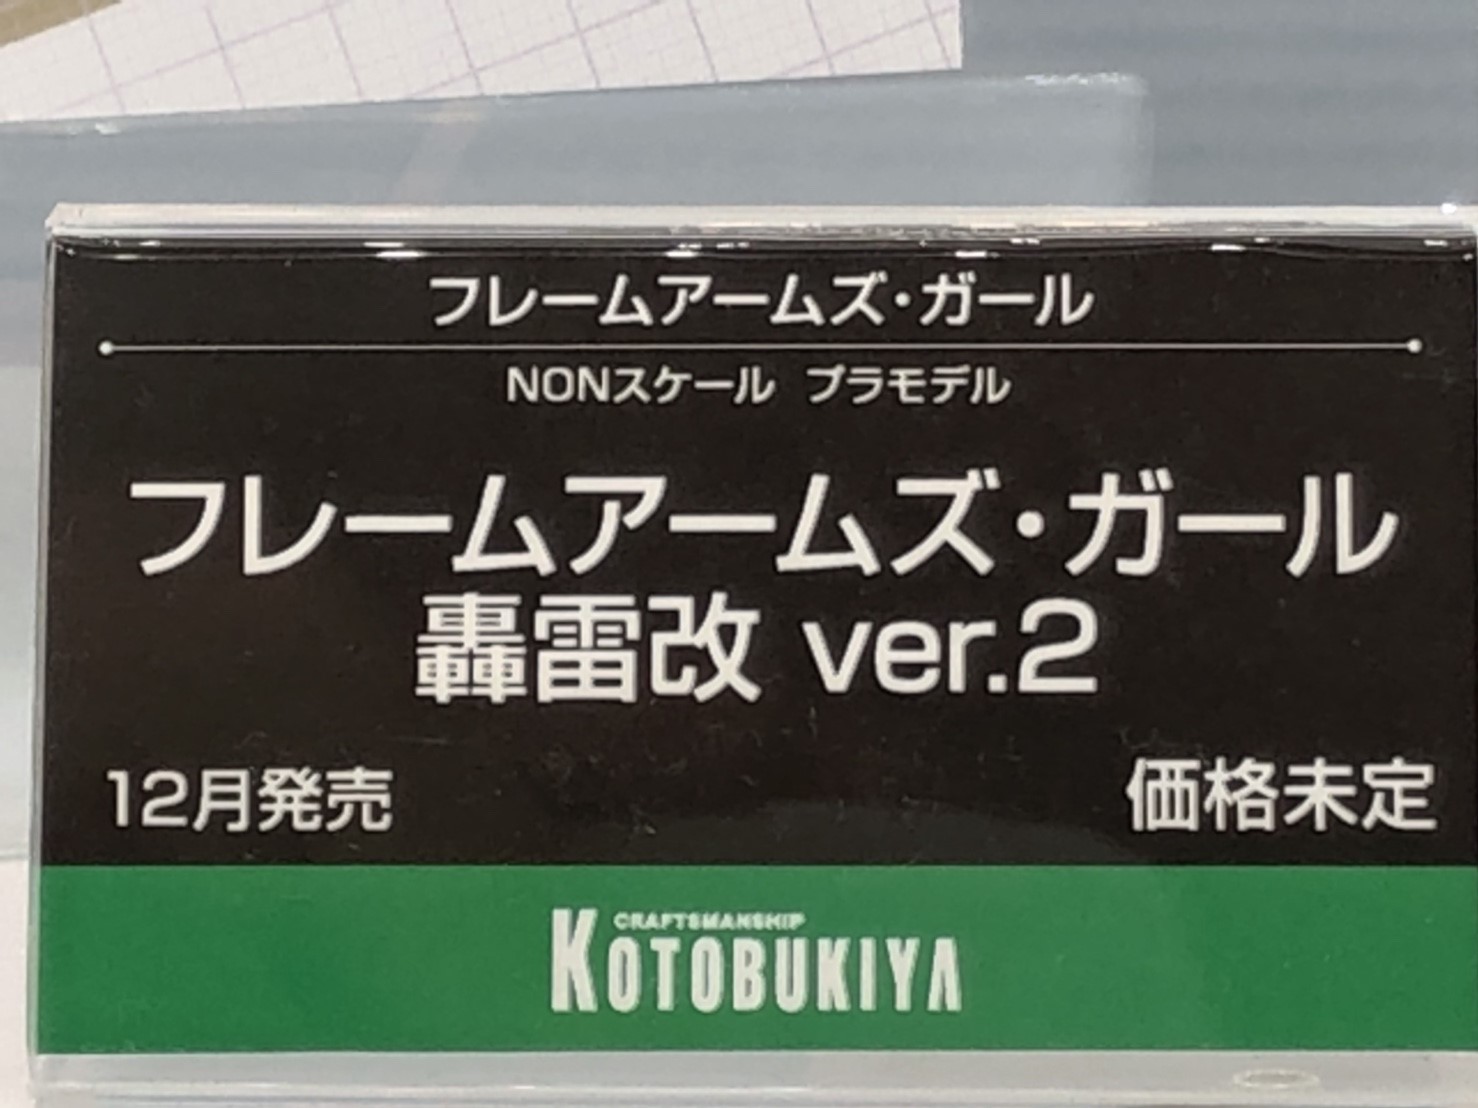 フレームアームズ・ガール
NONスケール プラモデル
フレームアームズ・ガール
轟雷改 ver.2
12月発売
価格未定
CRAFTSMANSHIP
KOTOBUKIYA